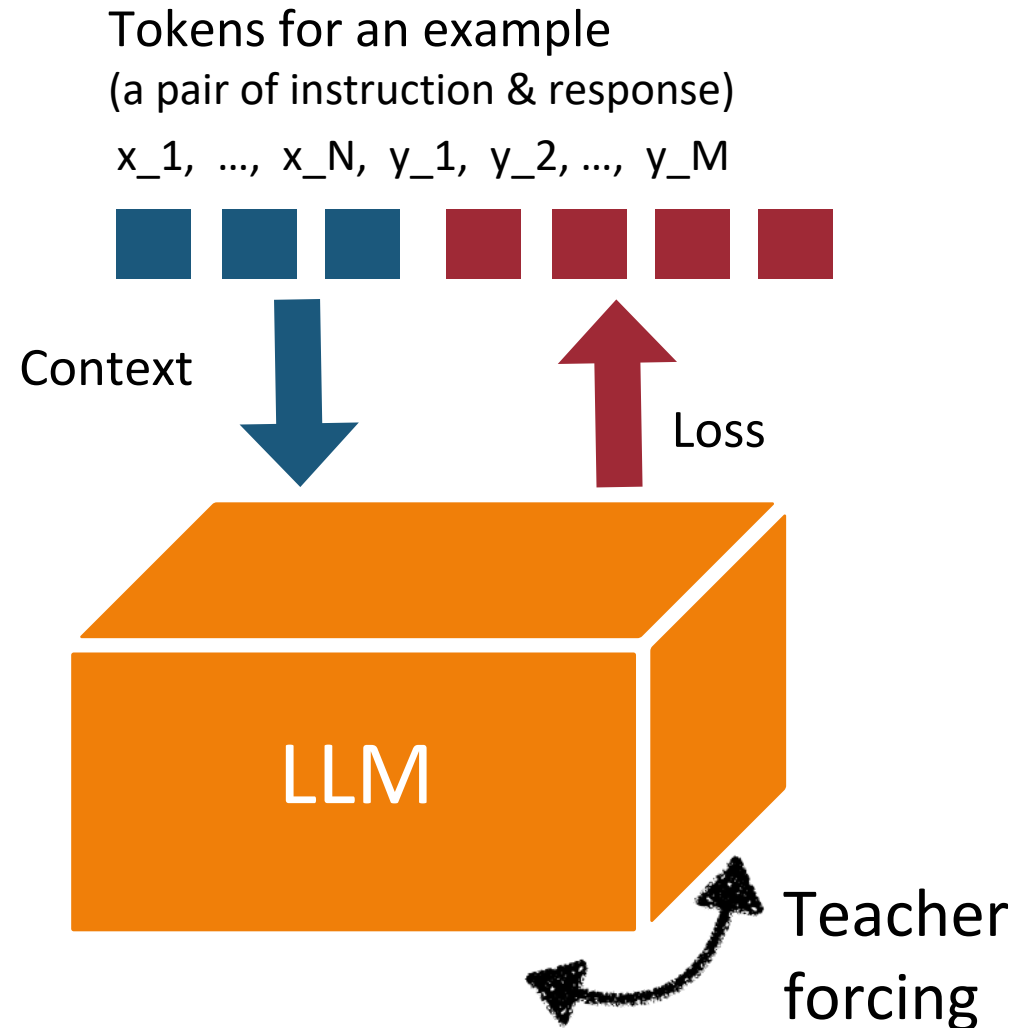 Tokens for an example
(a pair of instruction & response)
x_1, ..., x_N, y_1, y_2, ..., y_M
Context
Loss
LLM
Teacher
forcing